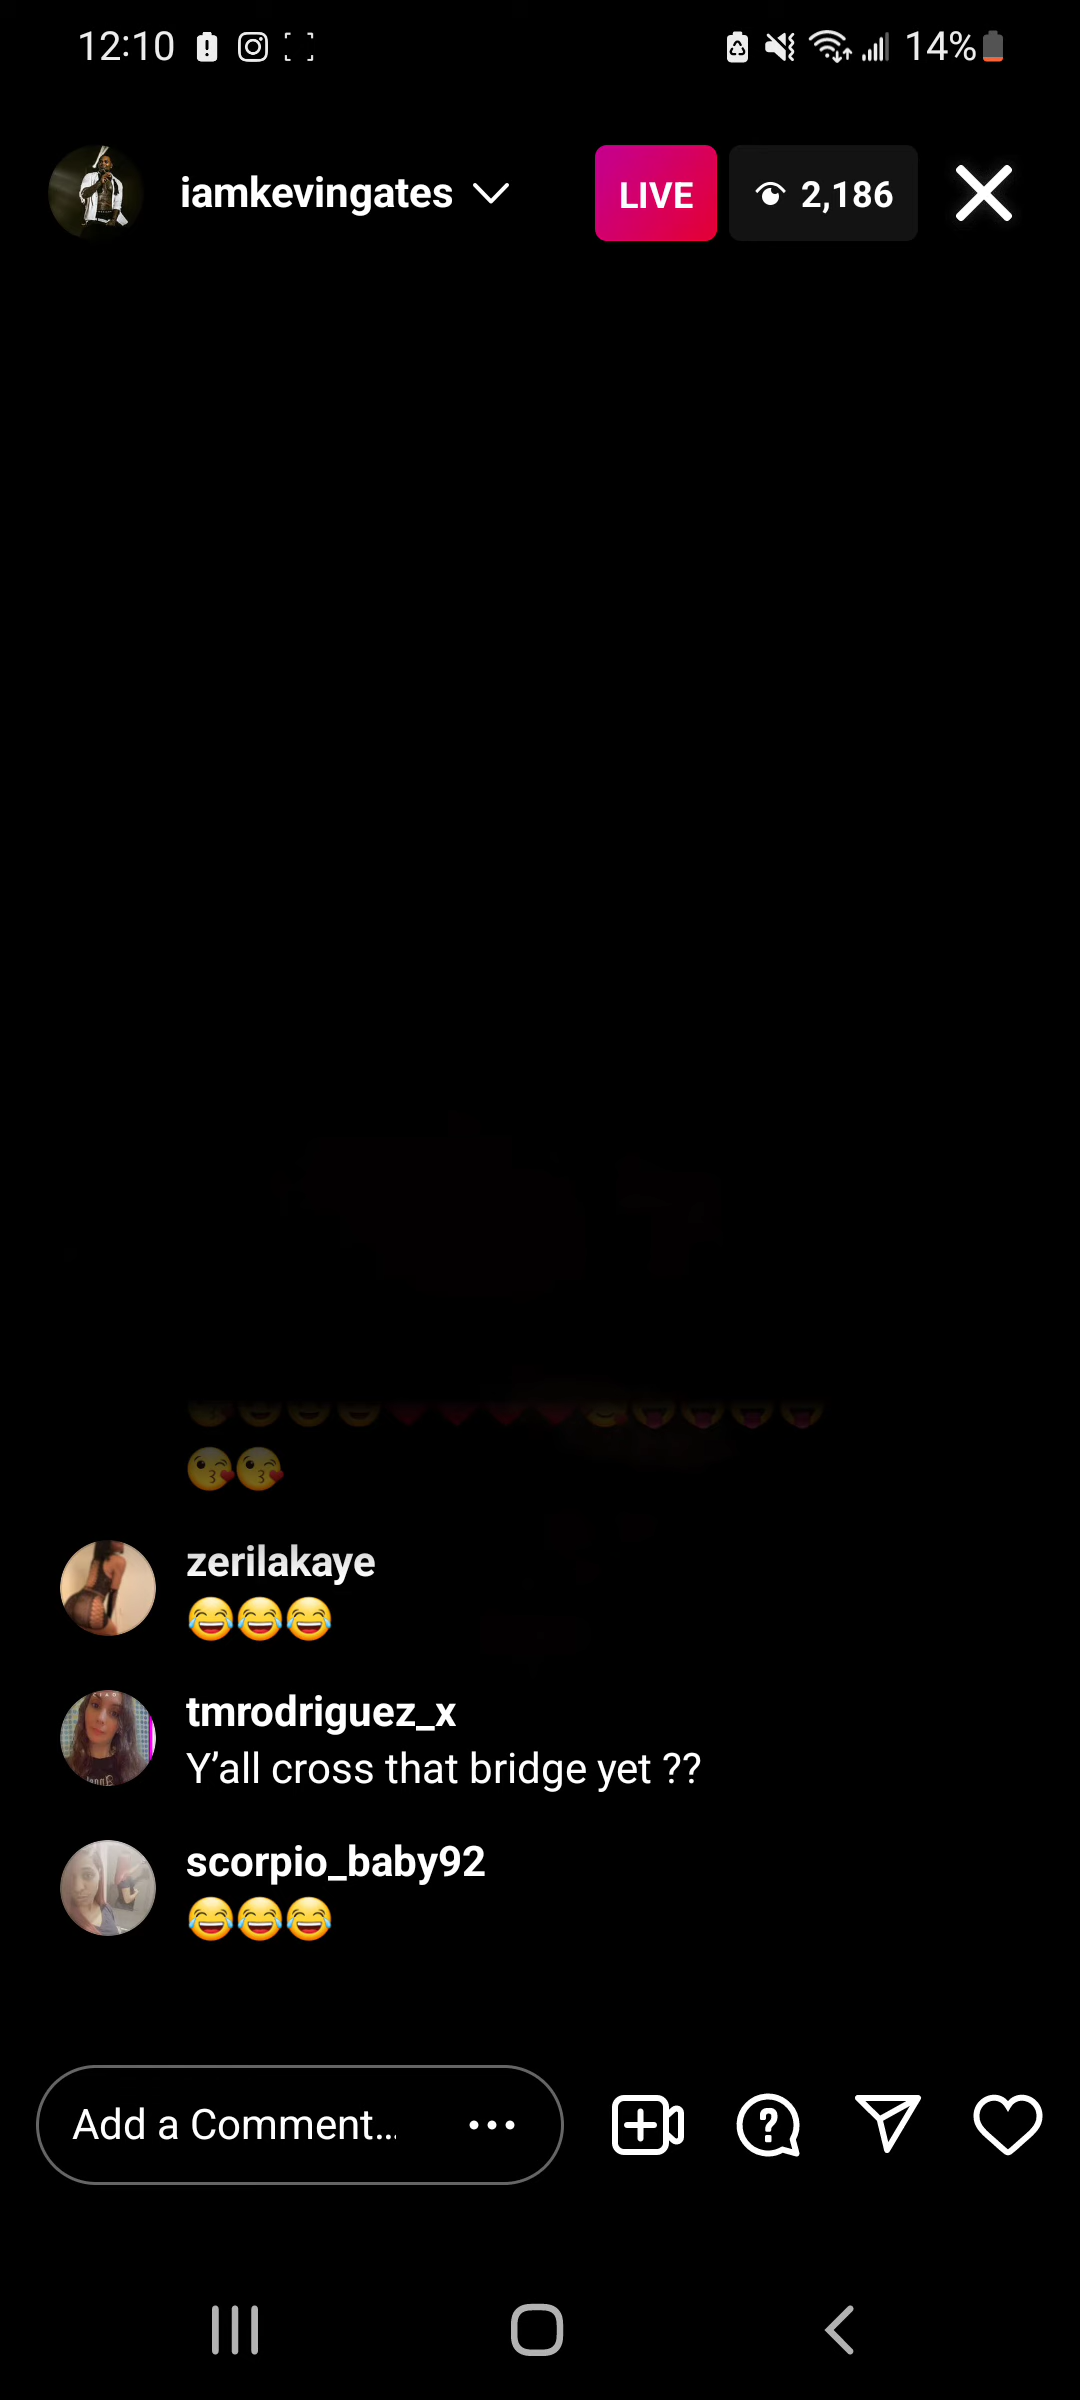 12:10 14%
iamkevingates LIVE 2,186
😘😘
zerilakaye
😂😂😂
tmrodriguez_x
Y’all cross that bridge yet ??
scorpio_baby92
😂😂😂
Add a Comment...